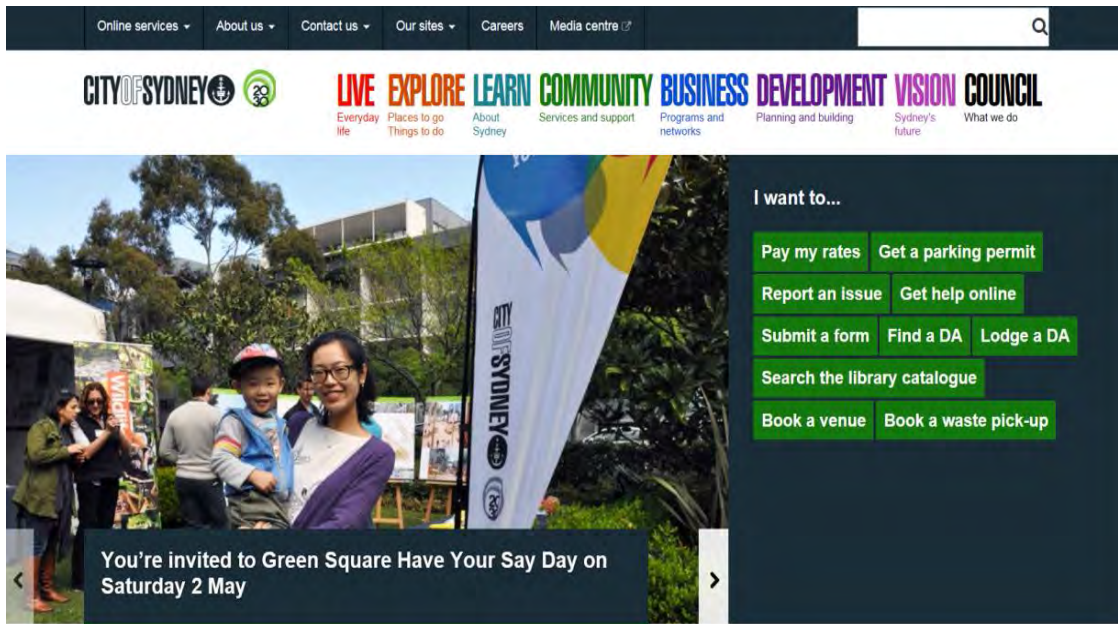 Online services About us Contact us Our sites Careers Media centre
CITY OF SYDNEY 2030
LIVE EXPLORE LEARN COMMUNITY BUSINESS DEVELOPMENT VISION COUNCIL
Everyday life Places to go Things to do About Sydney Services and support Programs and networks Planning and building Sydney's future What we do
I want to...
Pay my rates Get a parking permit
Report an issue Get help online
Submit a form Find a DA Lodge a DA
Search the library catalogue
Book a venue Book a waste pick-up
CITY OF SYDNEY
You're invited to Green Square Have Your Say Day on
Saturday 2 May